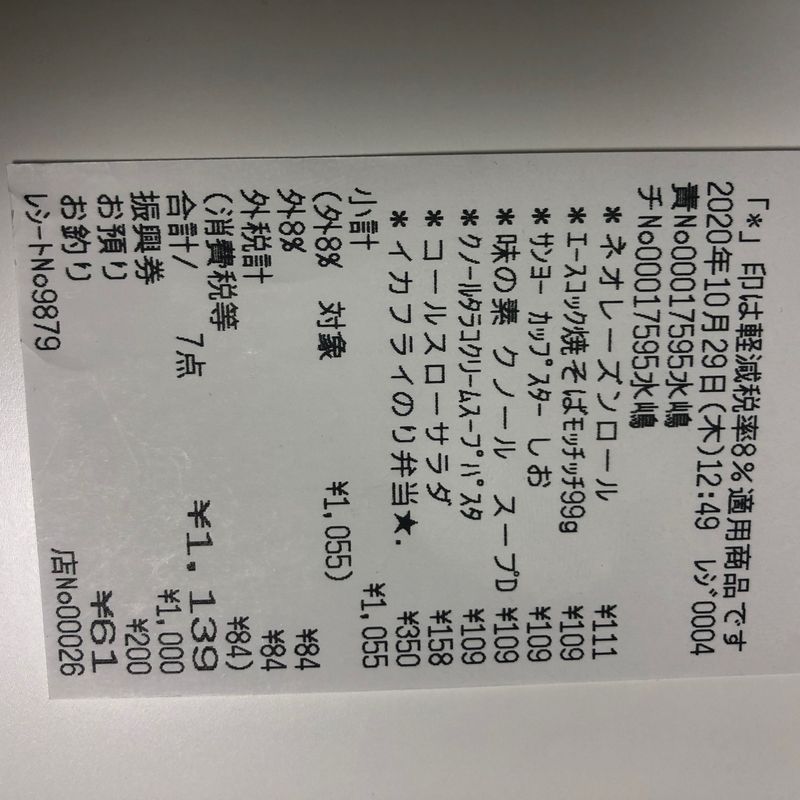 「*」印は軽減税率8%適用商品です
2020年10月29日(木)12:49 レジ0004
責No00017595水嶋
チNo00017595水嶋
*ネオレーズンロール ¥111
*エースコック焼そばモッチッチ99g ¥109
*サンヨー カップスター しお ¥109
*味の素 クノール スープD ¥109
*クノールタラコクリームスープパスタ ¥109
*コールスローサラダ ¥158
*イカフライのり弁当★. ¥350
小計 ¥1,055
(外8% 対象 ¥1,055)
外8% ¥84
外税計 ¥84
(消費税等 ¥84)
合計/ 7点 ¥1,139
振興券 ¥1,000
お預り ¥200
お釣り ¥61
レシートNo9879 店No000026